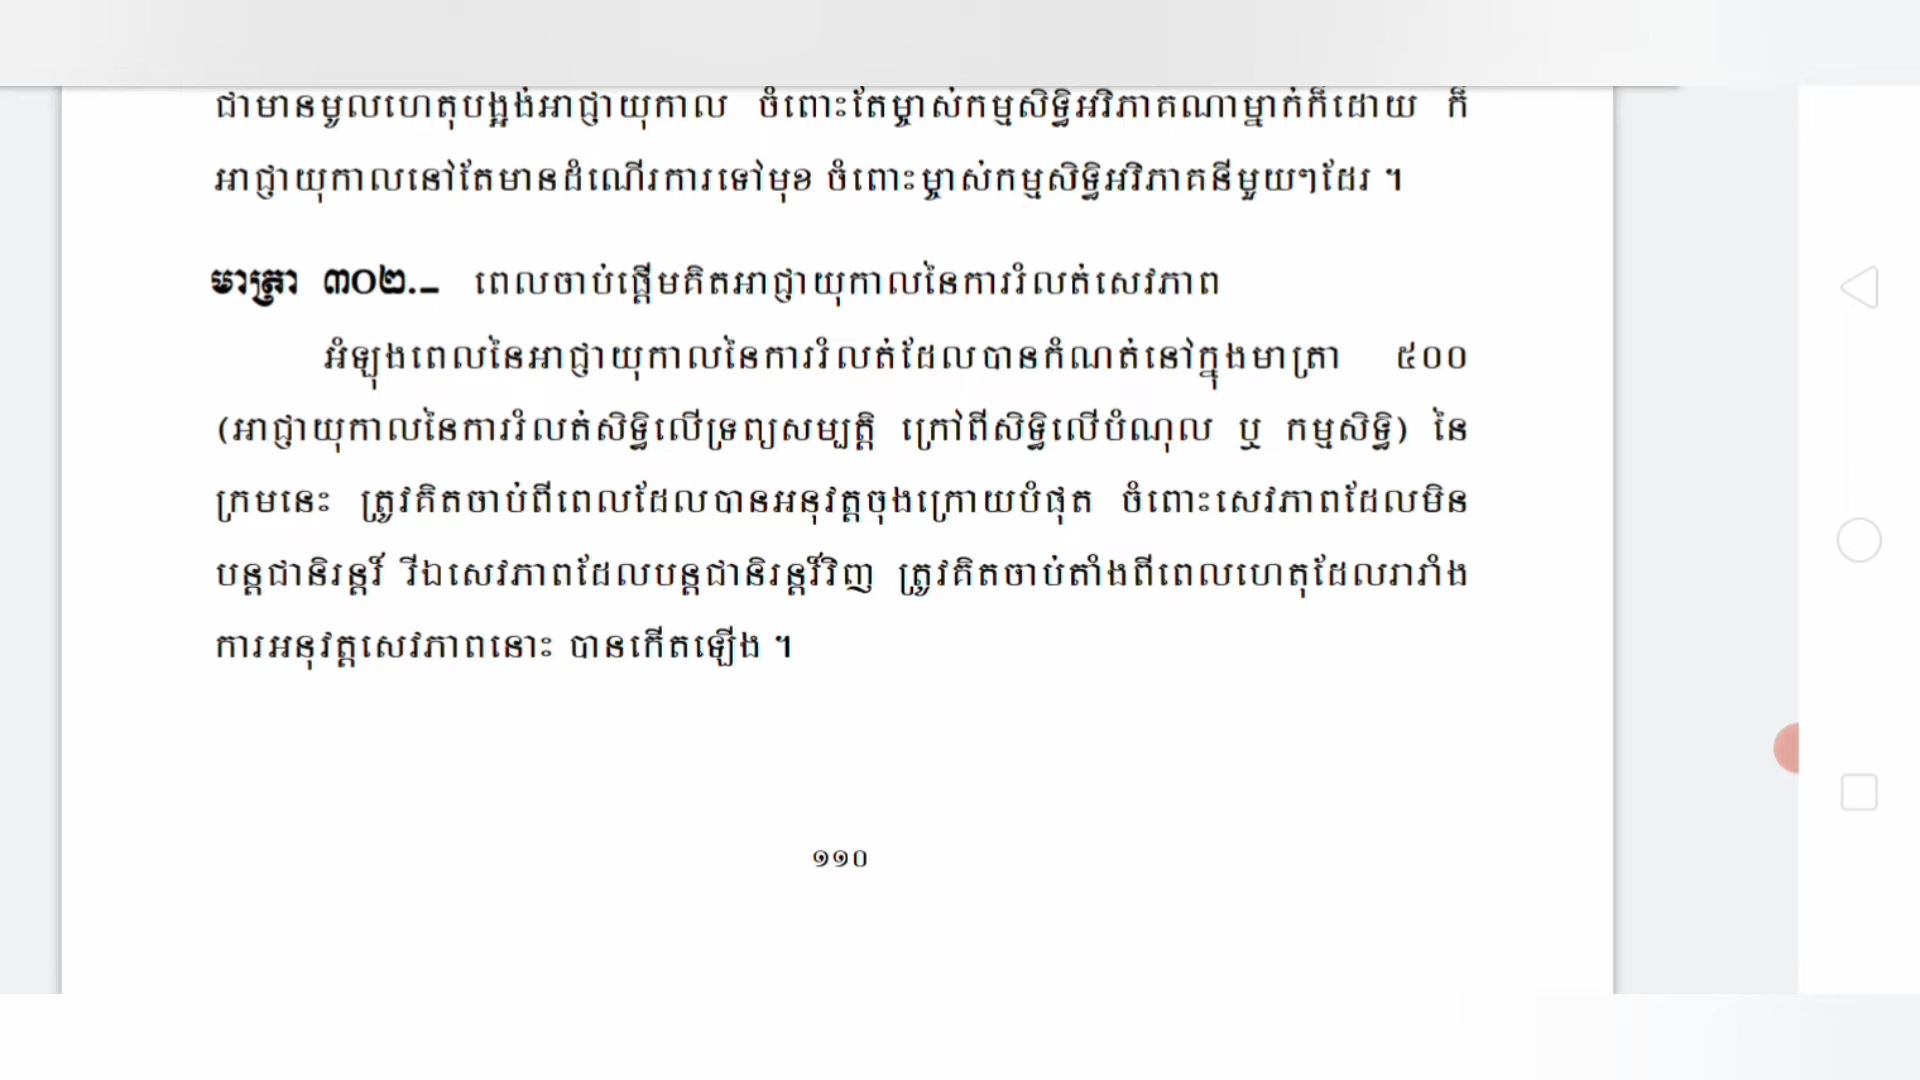 ជាមានមូលហេតុបង្អង់អាជ្ញាយុកាល ចំពោះតែម្ចាស់កម្មសិទ្ធិអវិភាគណាម្នាក់ក៏ដោយ ក៏
អាជ្ញាយុកាលនៅតែមានដំណើរការទៅមុខ ចំពោះម្ចាស់កម្មសិទ្ធិអវិភាគនីមួយៗដែរ ។
មាត្រា ៣០២._ ពេលចាប់ផ្តើមគិតអាជ្ញាយុកាលនៃការរំលត់សេវភាព
អំឡុងពេលនៃអាជ្ញាយុកាលនៃការរំលត់ដែលបានកំណត់នៅក្នុងមាត្រា ៥០០
(អាជ្ញាយុកាលនៃការរំលត់សិទ្ធិលើទ្រព្យសម្បត្តិ ក្រៅពីសិទ្ធិលើបំណុល ឬ កម្មសិទ្ធិ) នៃ
ក្រមនេះ ត្រូវគិតចាប់ពីពេលដែលបានអនុវត្តចុងក្រោយបំផុត ចំពោះសេវភាពដែលមិន
បន្តជានិរន្តរ៍ រីឯសេវភាពដែលបន្តជានិរន្តរ៍វិញ ត្រូវគិតចាប់តាំងពីពេលហេតុដែលរារាំង
ការអនុវត្តសេវភាពនោះ បានកើតឡើង ។
១១០